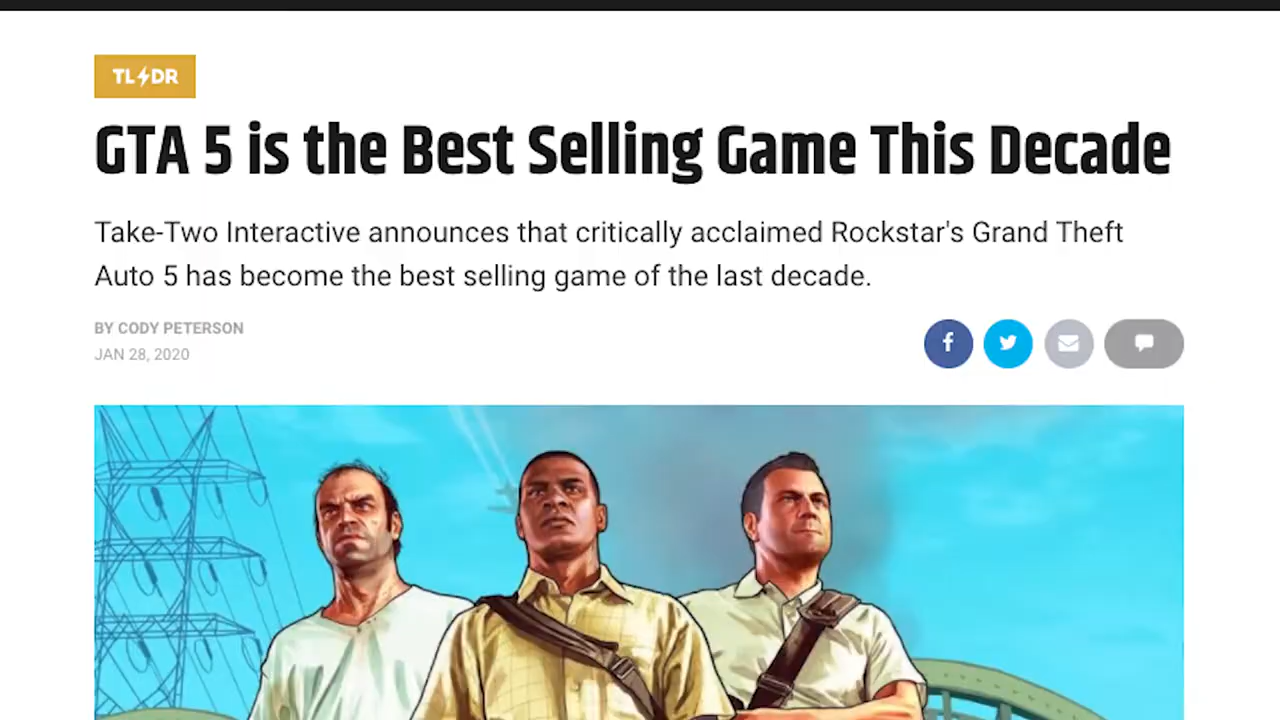 TL DR
GTA 5 is the Best Selling Game This Decade
Take-Two Interactive announces that critically acclaimed Rockstar's Grand Theft
Auto 5 has become the best selling game of the last decade.
BY CODY PETERSON
JAN 28, 2020